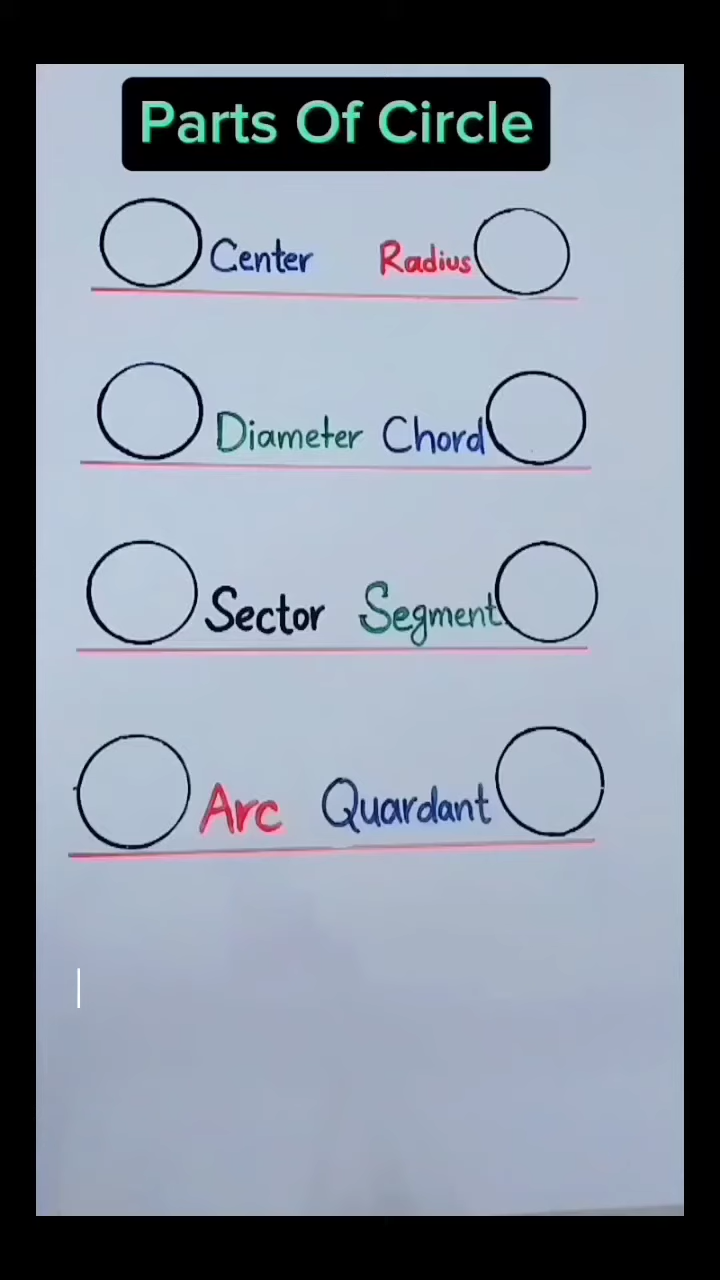 Parts Of Circle
Center Radius
Diameter Chord
Sector Segment
Arc Quardant